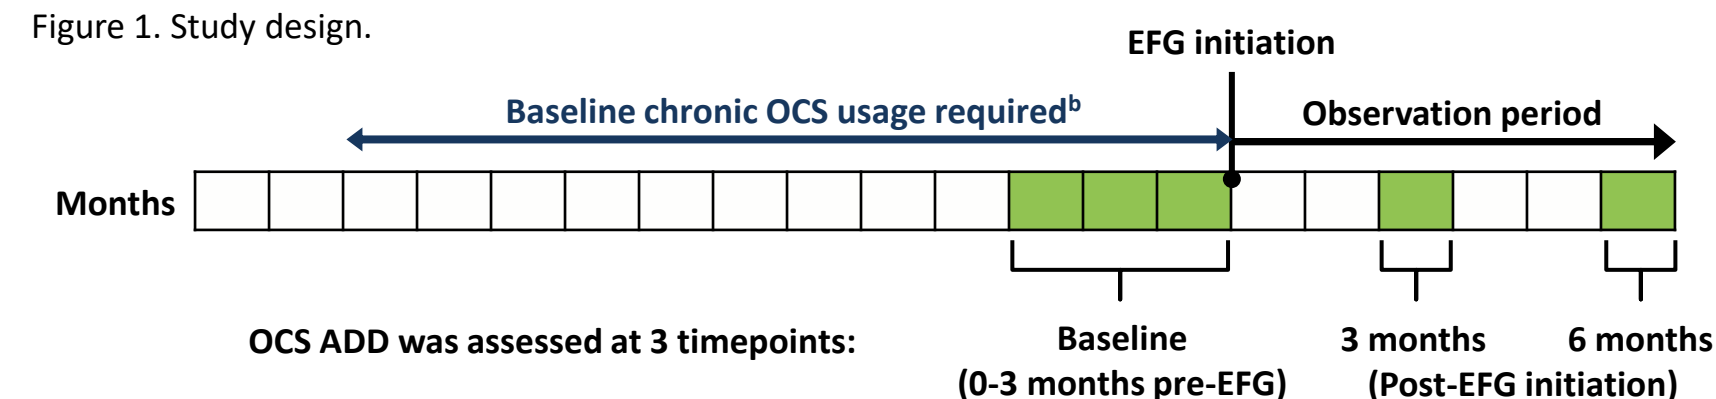 Figure 1. Study design.
EFG initiation
Baseline chronic OCS usage requiredᵇ
Observation period
Months
OCS ADD was assessed at 3 timepoints:
Baseline
(0-3 months pre-EFG)
3 months
6 months
(Post-EFG initiation)